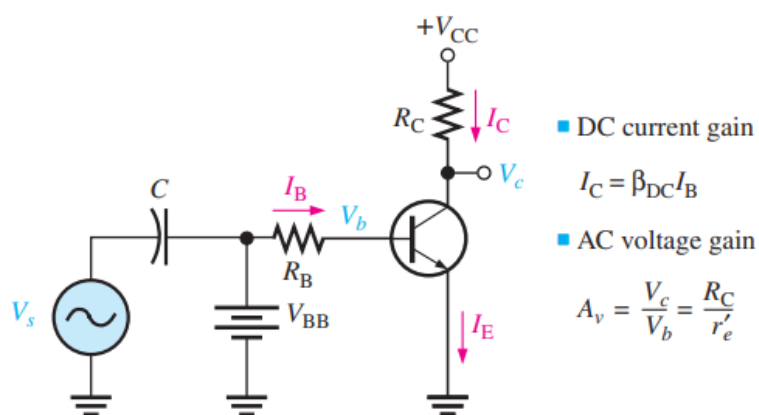 +V_CC
R_C
I_C
■ DC current gain
V_c
I_C = β_DC I_B
C
I_B
V_b
■ AC voltage gain
R_B
V_s
V_BB
I_E
A_v = V_c/V_b = R_C/r'_e